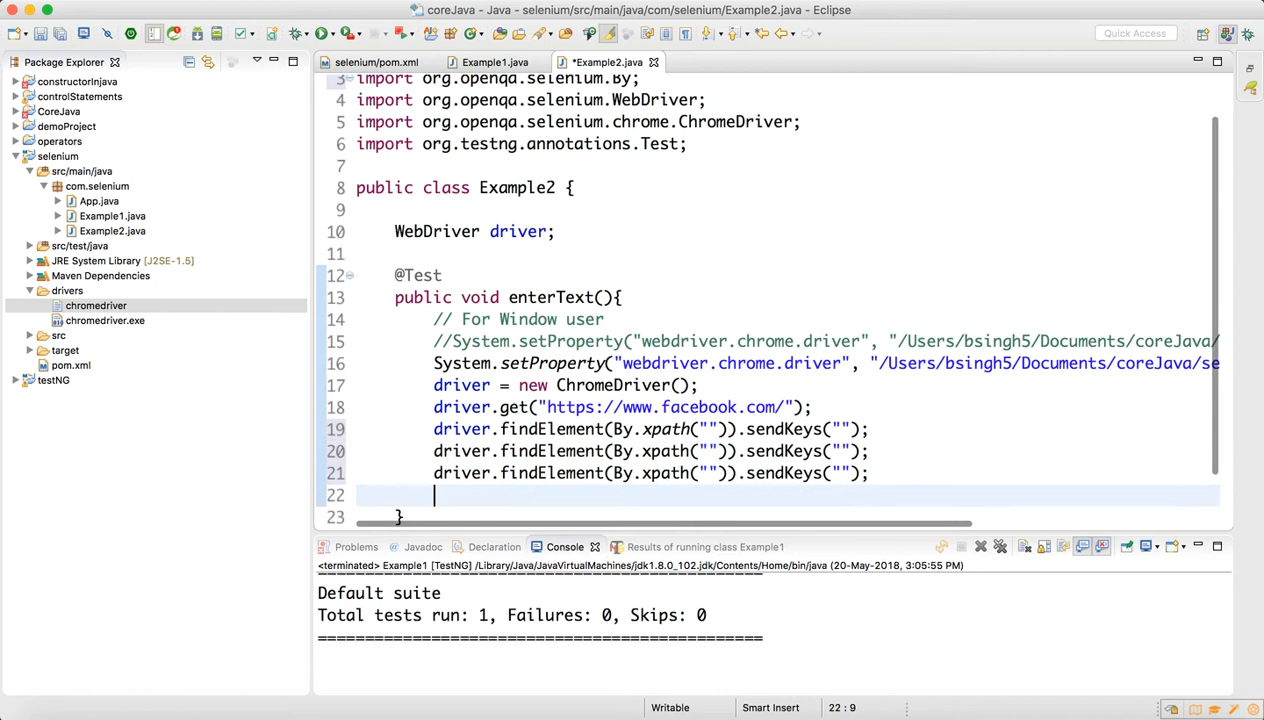 coreJava - Java - selenium/src/main/java/com/selenium/Example2.java - Eclipse
Quick Access
Package Explorer
selenium/pom.xml
Example1.java
*Example2.java
constructorInjava
controlStatements
CoreJava
demoProject
operators
selenium
src/main/java
com.selenium
App.java
Example1.java
Example2.java
src/test/java
JRE System Library [J2SE-1.5]
Maven Dependencies
drivers
chromedriver
chromedriver.exe
src
target
pom.xml
testNG
3 import org.openqa.selenium.By;
4 import org.openqa.selenium.WebDriver;
5 import org.openqa.selenium.chrome.ChromeDriver;
6 import org.testng.annotations.Test;
7
8 public class Example2 {
9
10 WebDriver driver;
11
12 @Test
13 public void enterText(){
14 // For Window user
15 //System.setProperty("webdriver.chrome.driver", "/Users/bsingh5/Documents/coreJava/
16 System.setProperty("webdriver.chrome.driver", "/Users/bsingh5/Documents/coreJava/se
17 driver = new ChromeDriver();
18 driver.get("https://www.facebook.com/");
19 driver.findElement(By.xpath("")).sendKeys("");
20 driver.findElement(By.xpath("")).sendKeys("");
21 driver.findElement(By.xpath("")).sendKeys("");
22
23 }
Problems
@ Javadoc
Declaration
Console
Results of running class Example1
<terminated> Example1 [TestNG] /Library/Java/JavaVirtualMachines/jdk1.8.0_102.jdk/Contents/Home/bin/java (20-May-2018, 3:05:55 PM)
===============================================
Default suite
Total tests run: 1, Failures: 0, Skips: 0
===============================================
Writable
Smart Insert
22 : 9